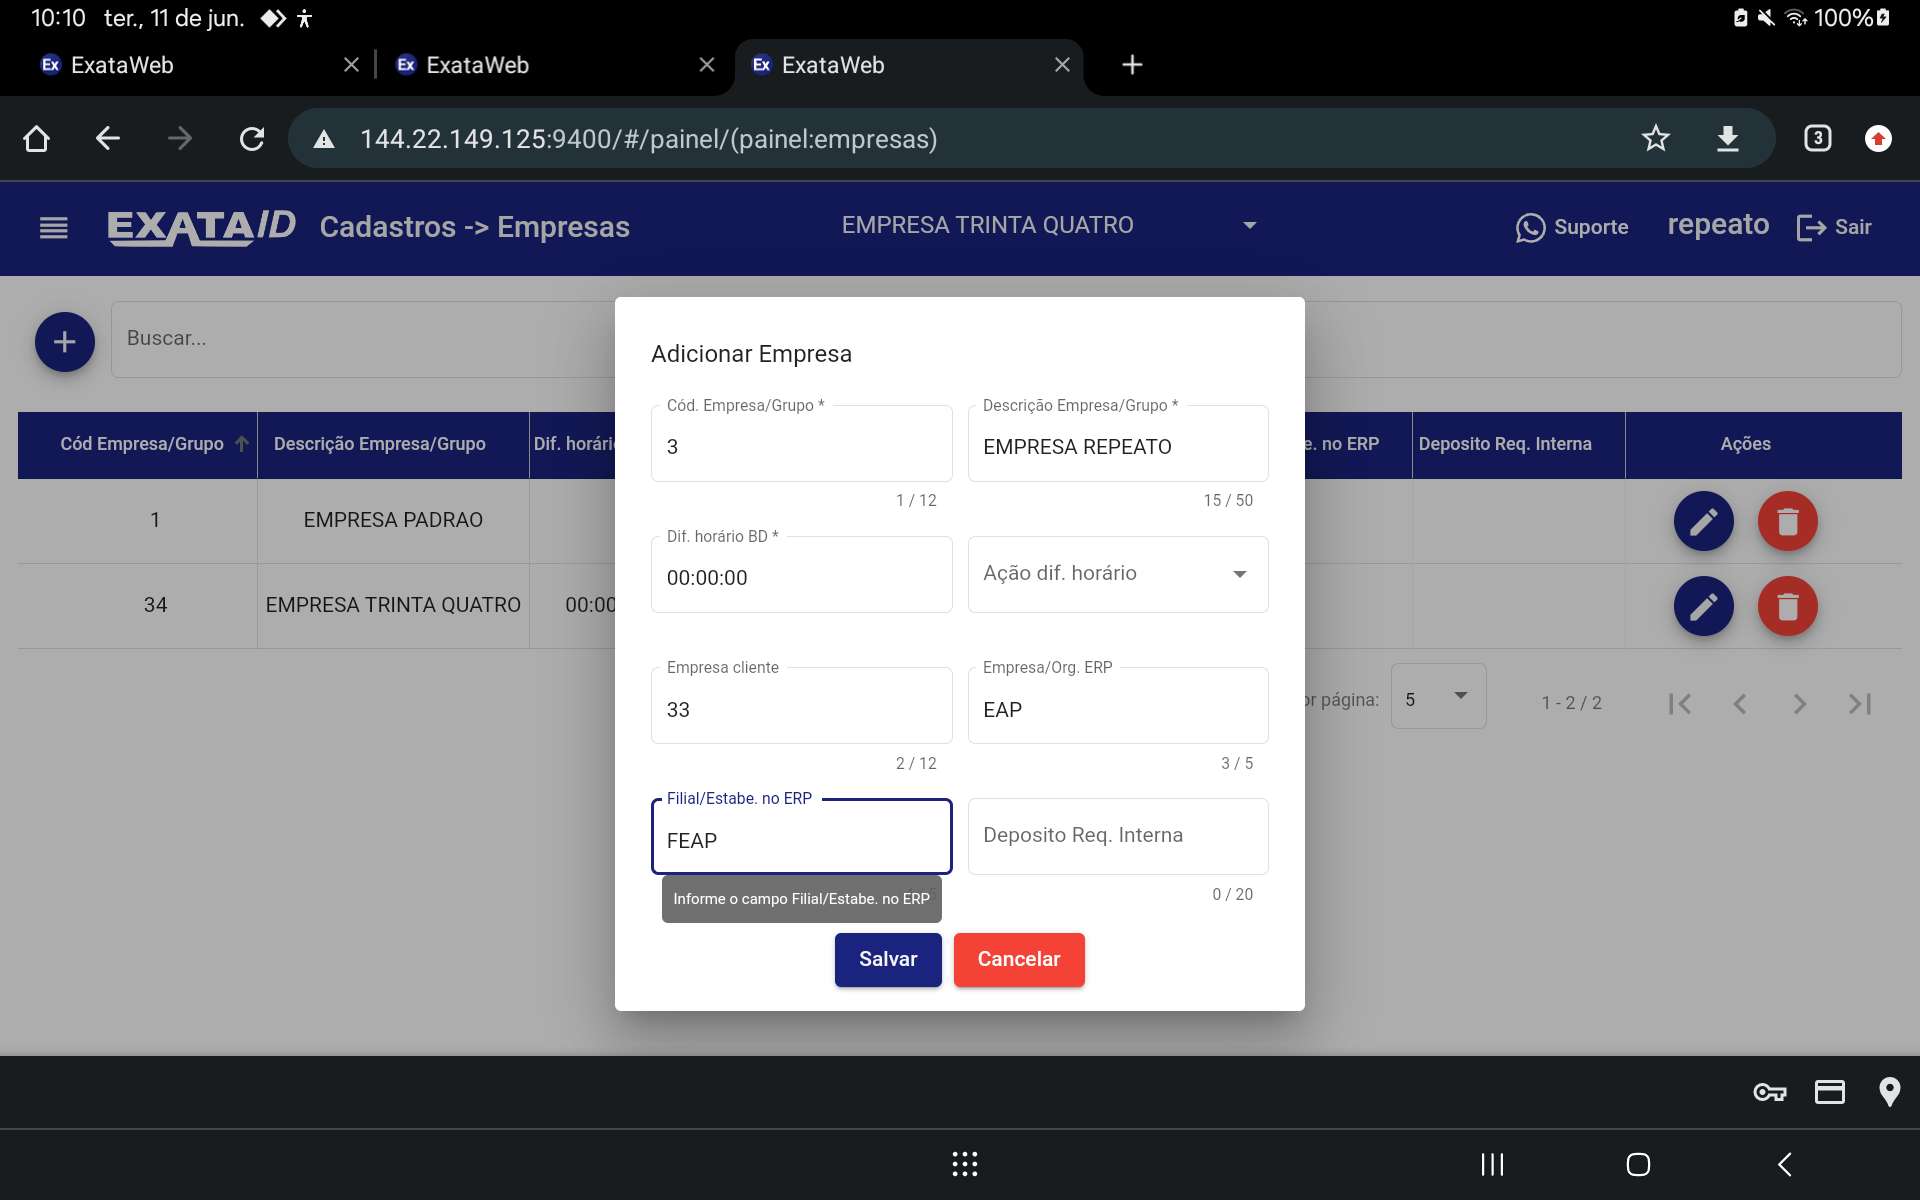 10:10 ter., 11 de jun. 100%
Ex ExataWeb Ex ExataWeb Ex ExataWeb
144.22.149.125:9400/#/painel/(painel:empresas) 3
EXATA/D Cadastros -> Empresas EMPRESA TRINTA QUATRO Suporte repeato Sair
Buscar...
Cód Empresa/Grupo Descrição Empresa/Grupo Dif. horári e. no ERP Deposito Req. Interna Ações
1 EMPRESA PADRAO
34 EMPRESA TRINTA QUATRO 00:00
or página: 5 1 - 2 / 2
Adicionar Empresa
Cód. Empresa/Grupo * Descrição Empresa/Grupo *
3 EMPRESA REPEATO
1 / 12 15 / 50
Dif. horário BD *
00:00:00 Ação dif. horário
Empresa cliente Empresa/Org. ERP
33 EAP
2 / 12 3 / 5
Filial/Estabe. no ERP
FEAP Deposito Req. Interna
Informe o campo Filial/Estabe. no ERP 0 / 20
Salvar Cancelar